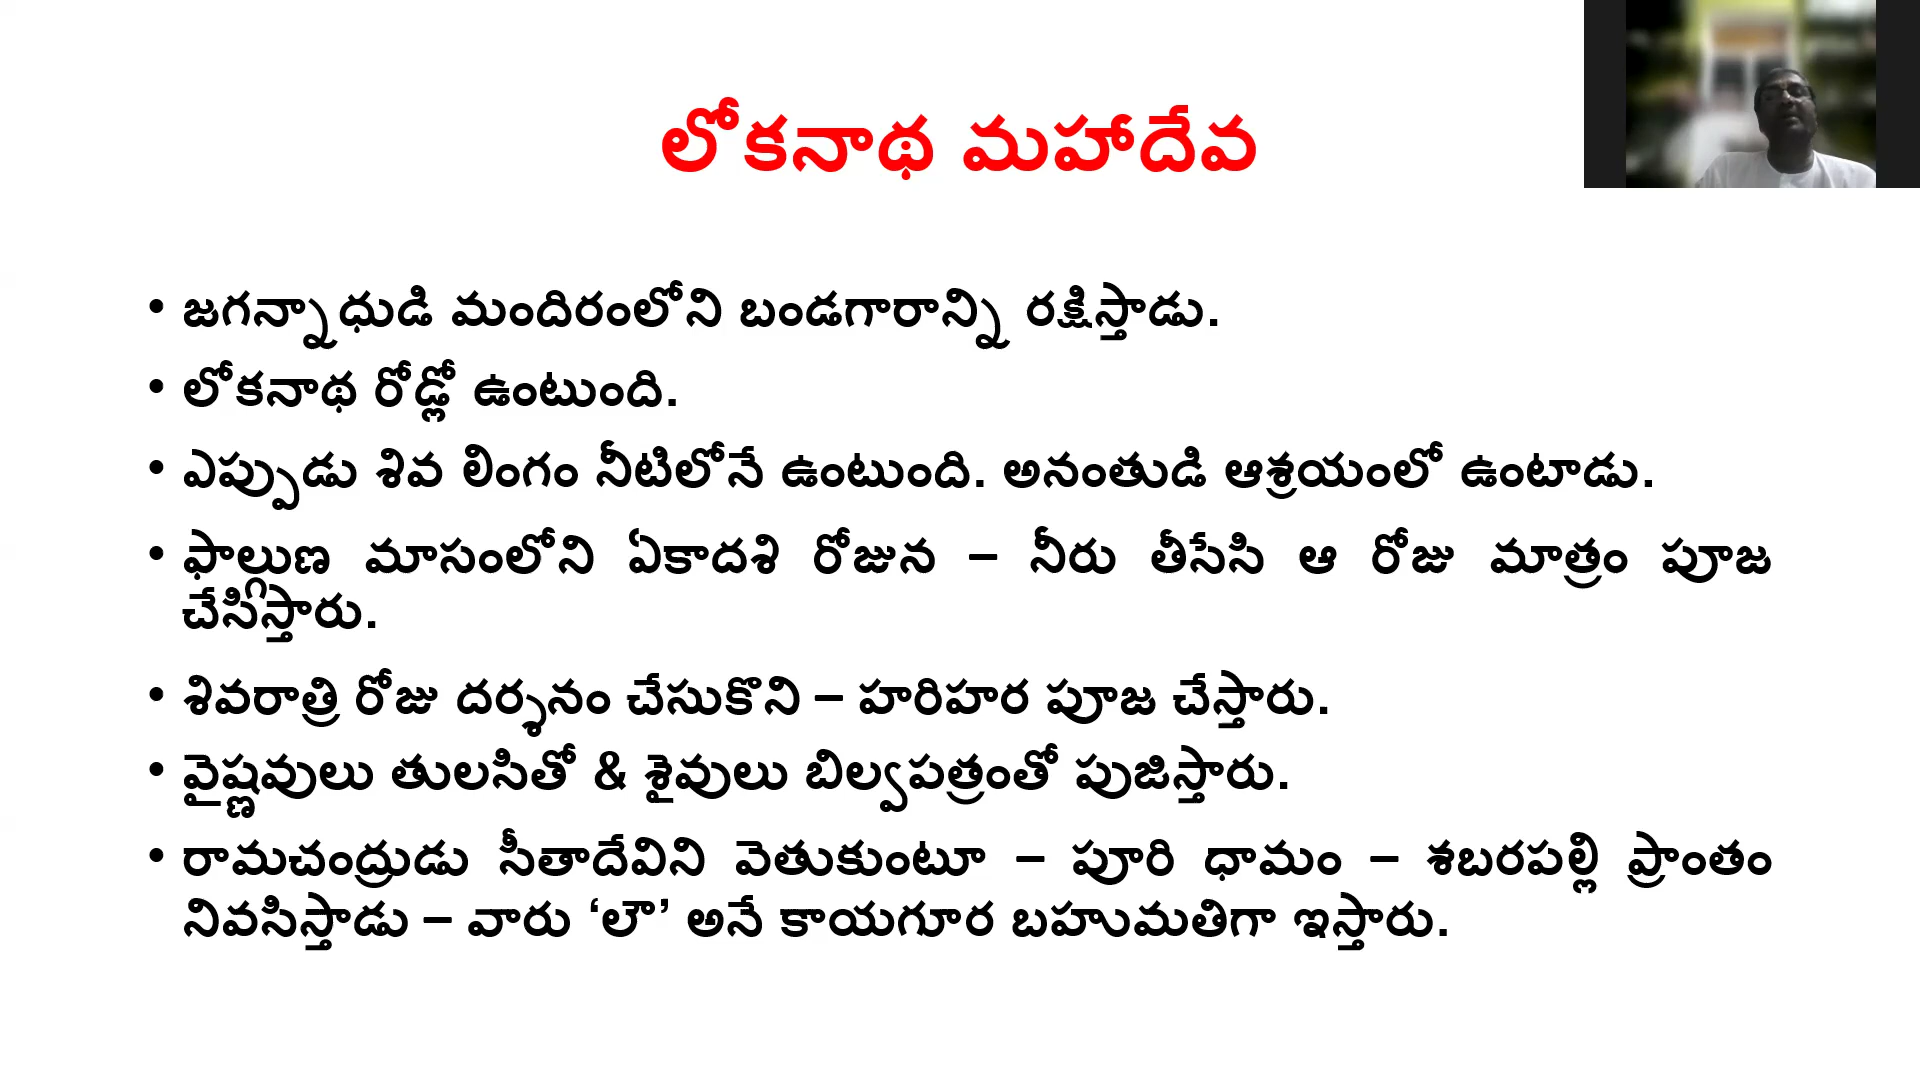 లోకనాథ మహాదేవ
• జగన్నాధుడి మందిరంలోని బండగారాన్ని రక్షిస్తాడు.
• లోకనాథ రోడ్లో ఉంటుంది.
• ఎప్పుడు శివ లింగం నీటిలోనే ఉంటుంది. అనంతుడి ఆశ్రయంలో ఉంటాడు.
• ఫాల్గుణ మాసంలోని ఏకాదశి రోజున – నీరు తీసేసి ఆ రోజు మాత్రం పూజ
చేసిస్తారు.
• శివరాత్రి రోజు దర్శనం చేసుకొని – హరిహర పూజ చేస్తారు.
• వైష్ణవులు తులసితో & శైవులు బిల్వపత్రంతో పుజిస్తారు.
• రామచంద్రుడు సీతాదేవిని వెతుకుంటూ – పూరి ధామం – శబరపల్లి ప్రాంతం
నివసిస్తాడు – వారు ‘లౌ’ అనే కాయగూర బహుమతిగా ఇస్తారు.